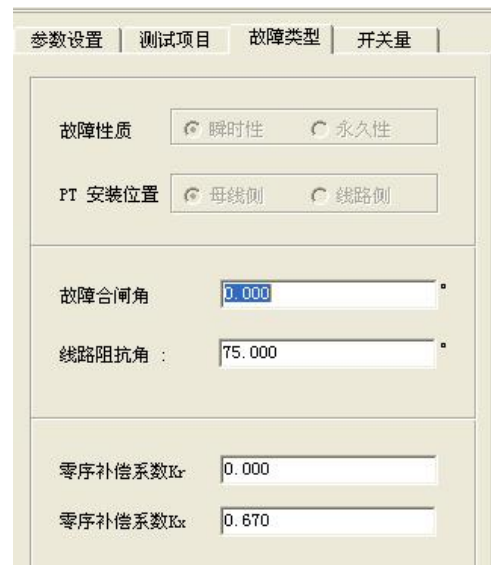 参数设置 测试项目 故障类型 开关量
故障性质 瞬时性 永久性
PT 安装位置 母线侧 线路侧
故障合闸角 0.000 °
线路阻抗角 : 75.000 °
零序补偿系数Kr 0.000
零序补偿系数Kx 0.670